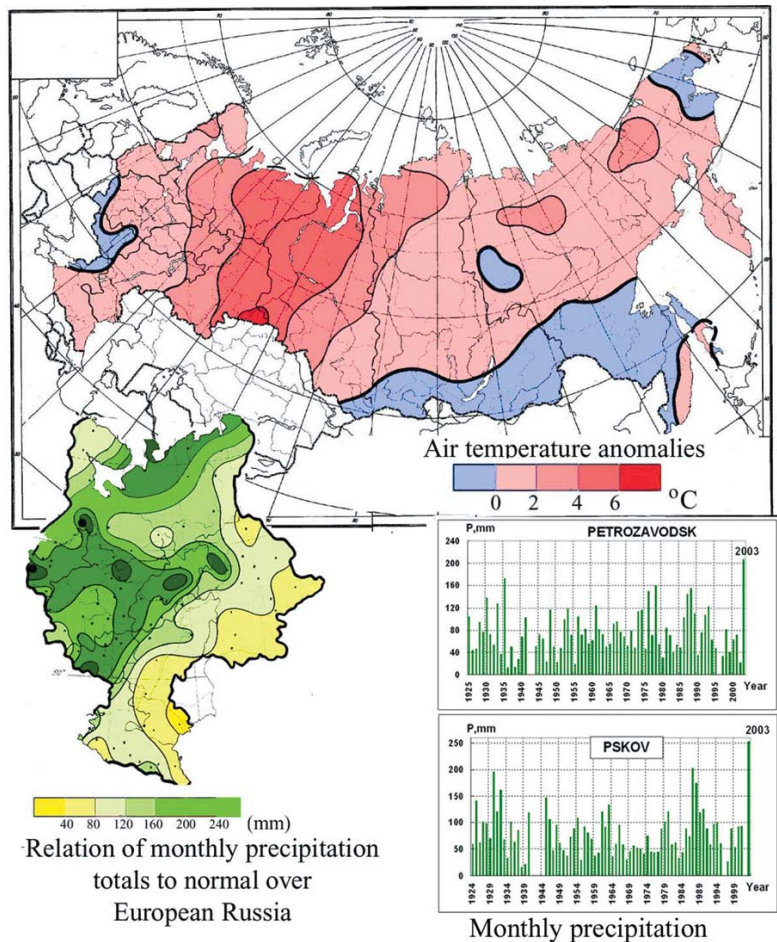 Air temperature anomalies
0 2 4 6 °C
40 80 120 160 200 240 (mm)
Relation of monthly precipitation
totals to normal over
European Russia
P,mm
PETROZAVODSK
2003
240
200
160
120
80
40
0
1925 1930 1935 1940 1945 1950 1955 1960 1965 1970 1975 1980 1985 1990 1995 2000 Year
P,mm
PSKOV
2003
250
200
150
100
50
0
1924 1929 1934 1939 1944 1949 1954 1959 1964 1969 1974 1979 1984 1989 1994 1999 Year
Monthly precipitation